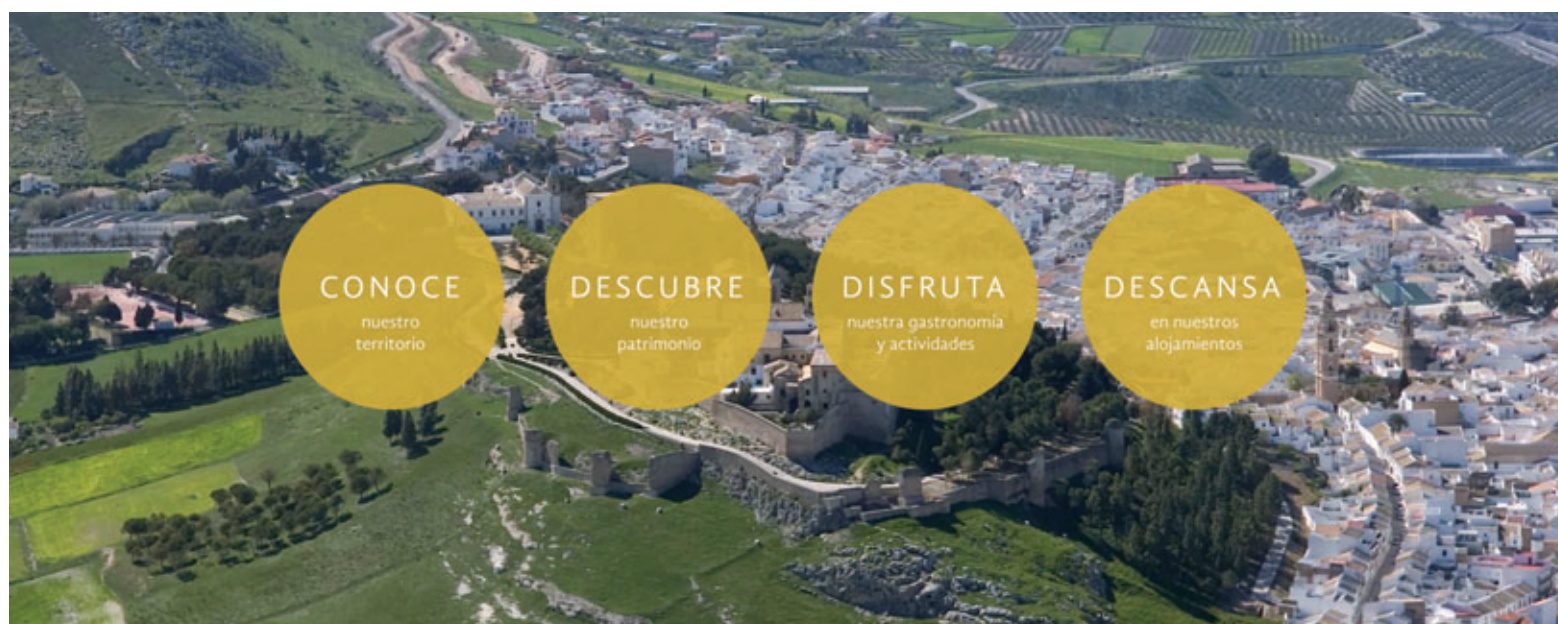 CONOCE
nuestro
territorio
DESCUBRE
nuestro
patrimonio
DISFRUTA
nuestra gastronomía
y actividades
DESCANSA
en nuestros
alojamientos